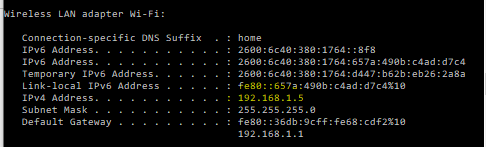 Wireless LAN adapter Wi-Fi:
Connection-specific DNS Suffix  . : home
IPv6 Address. . . . . . . . . . . : 2600:6c40:380:1764::8f8
IPv6 Address. . . . . . . . . . . : 2600:6c40:380:1764:657a:490b:c4ad:d7c4
Temporary IPv6 Address. . . . . . : 2600:6c40:380:1764:d447:b62b:eb26:2a8a
Link-local IPv6 Address . . . . . : fe80::657a:490b:c4ad:d7c4%10
IPv4 Address. . . . . . . . . . . : 192.168.1.5
Subnet Mask . . . . . . . . . . . : 255.255.255.0
Default Gateway . . . . . . . . . : fe80::36db:9cff:fe68:cdf2%10
192.168.1.1